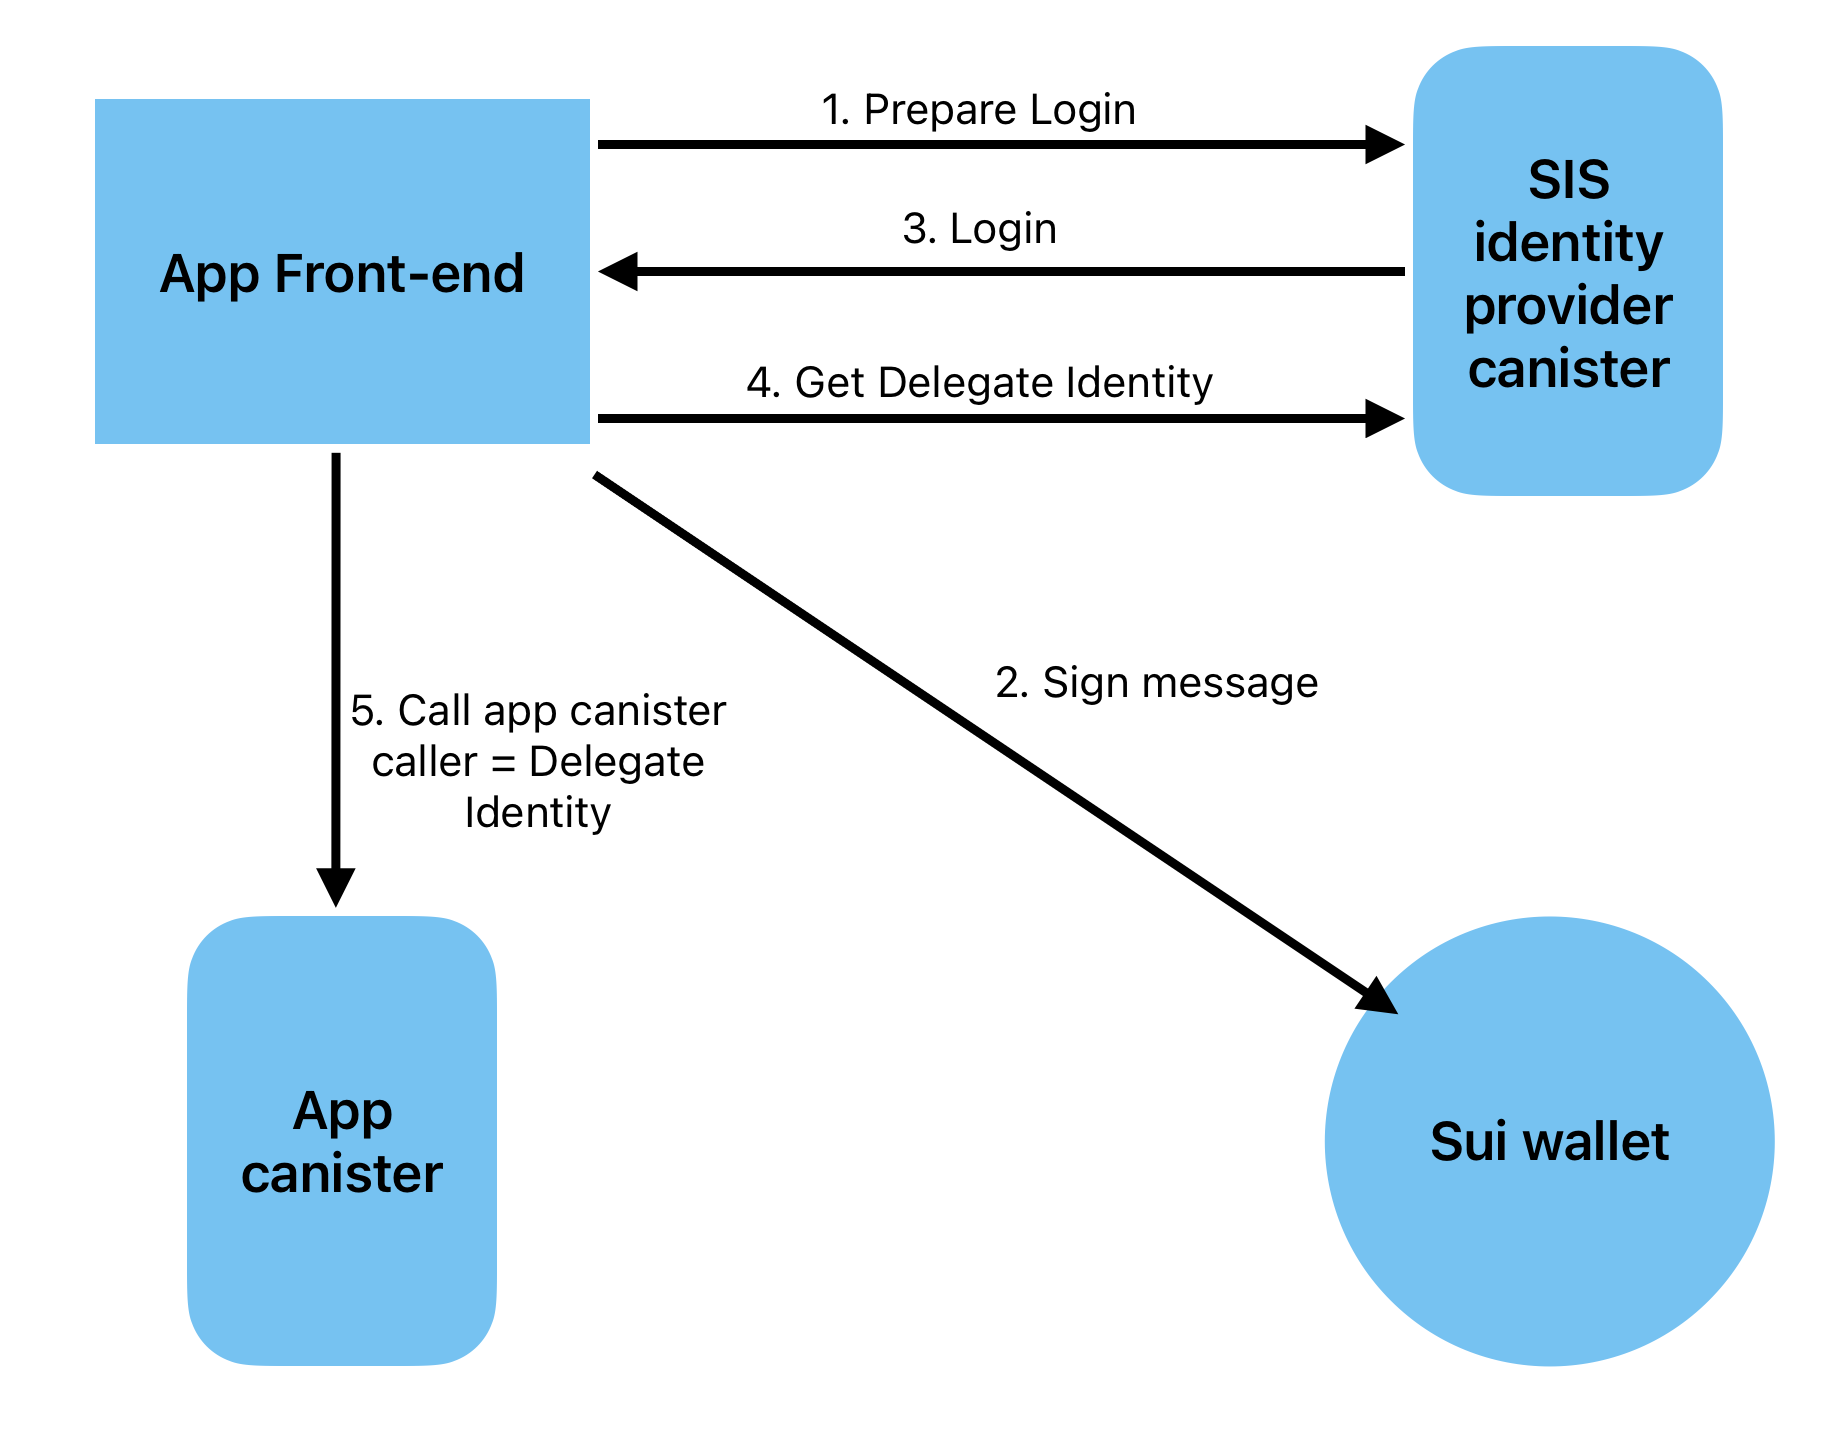 1. Prepare Login
SIS
identity
provider
canister
App Front-end
3. Login
4. Get Delegate Identity
2. Sign message
5. Call app canister
caller = Delegate
Identity
App
canister
Sui wallet